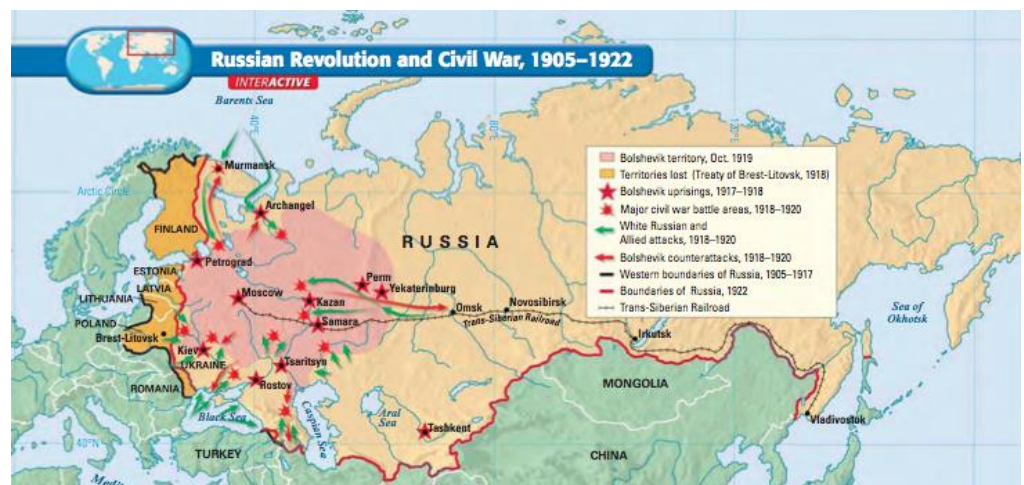 Russian Revolution and Civil War, 1905–1922
INTERACTIVE
Barents Sea
40°E
80°E
120°E
Murmansk
Arctic Circle
Archangel
FINLAND
RUSSIA
Petrograd
ESTONIA
LATVIA
LITHUANIA
POLAND
Brest-Litovsk
Moscow
Perm
Yekaterinburg
Kazan
Samara
Omsk
Novosibirsk
Trans-Siberian Railroad
Irkutsk
Kiev
UKRAINE
Tsaritsyn
Rostov
ROMANIA
Black Sea
Caspian Sea
Aral
Sea
Tashkent
40°N
TURKEY
MONGOLIA
CHINA
Vladivostok
Sea of
Okhotsk
Bolshevik territory, Oct. 1919
Territories lost (Treaty of Brest-Litovsk, 1918)
Bolshevik uprisings, 1917–1918
Major civil war battle areas, 1918–1920
White Russian and
Allied attacks, 1918–1920
Bolshevik counterattacks, 1918–1920
Western boundaries of Russia, 1905–1917
Boundaries of Russia, 1922
Trans-Siberian Railroad